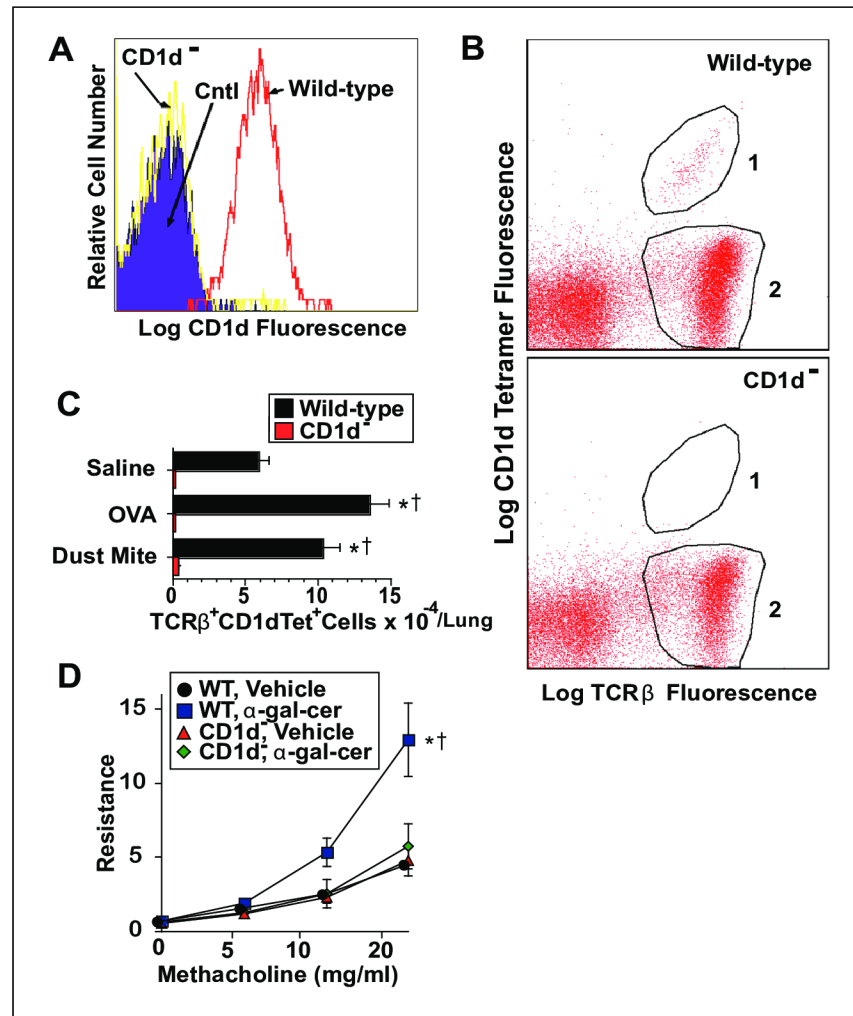 A
CD1d⁻
Cntl
Wild-type
Relative Cell Number
Log CD1d Fluorescence
B
Wild-type
1
2
CD1d⁻
1
2
Log CD1d Tetramer Fluorescence
Log TCRβ Fluorescence
C
Wild-type
CD1d⁻
Saline
OVA
*†
Dust Mite
*†
0 5 10 15
TCRβ⁺CD1dTet⁺Cells x 10⁻⁴/Lung
D
WT, Vehicle
WT, α-gal-cer
CD1d⁻, Vehicle
CD1d⁻, α-gal-cer
*†
15
10
5
0
Resistance
0 5 10 20
Methacholine (mg/ml)